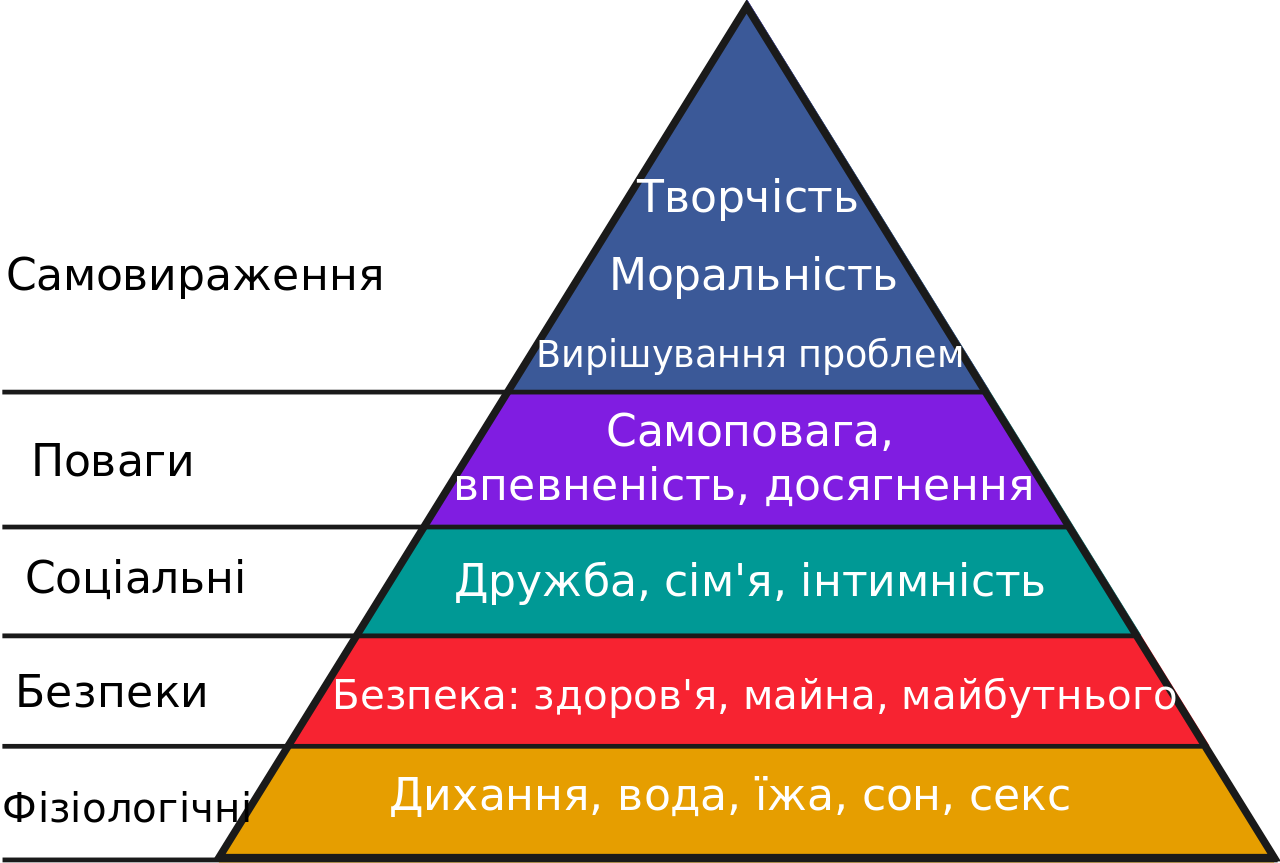 Творчість
Самовираження
Моральність
Вирішування проблем
Поваги
Самоповага,
впевненість, досягнення
Соціальні
Дружба, сім'я, інтимність
Безпеки
Безпека: здоров'я, майна, майбутнього
Фізіологічні
Дихання, вода, їжа, сон, секс